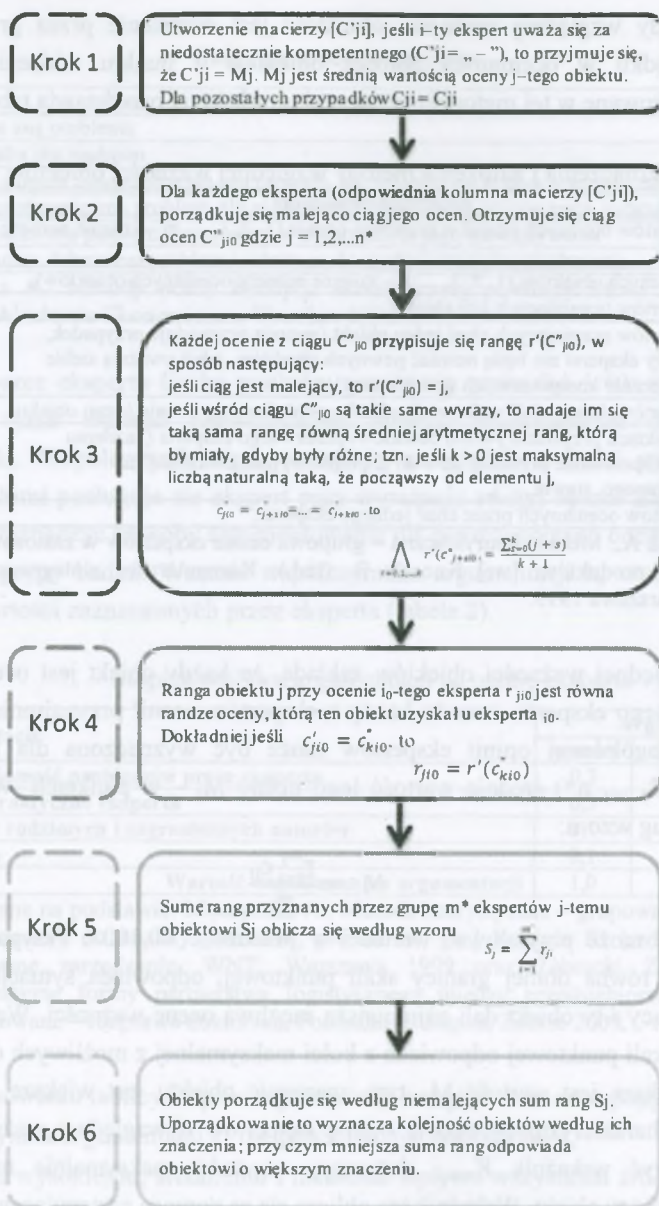 Krok 1
Utworzenie macierzy [C'ji], jeśli i-ty ekspert uważa się za
niedostatecznie kompetentnego (C'ji= „ – ”), to przyjmuje się,
że C'ji = Mj. Mj jest średnią wartością oceny j–tego obiektu.
Dla pozostałych przypadków Cji= Cji
Krok 2
Dla każdego eksperta (odpowiednia kolumna macierzy [C'ji]),
porządkuje się malejąco ciąg jego ocen. Otrzymuje się ciąg
ocen C"ji0 gdzie j = 1,2,...n*
Krok 3
Każdej ocenie z ciągu C"ji0 przypisuje się rangę r'(C"ji0), w
sposób następujący:
jeśli ciąg jest malejący, to r'(C"ji0) = j,
jeśli wśród ciągu C"ji0 są takie same wyrazy, to nadaje im się
taką samą rangę równą średniej arytmetycznej rang, którą
by miały, gdyby były różne; tzn. jeśli k > 0 jest maksymalną
liczbą naturalną taką, że począwszy od elementu j,
cji0 = cj+1i0 =...= cj+ki0 , to
r'(c"j+si0) = ∑s=0k(j + s) / k + 1
Krok 4
Ranga obiektu j przy ocenie i0-tego eksperta r ji0 jest równa
randze oceny, którą ten obiekt uzyskał u eksperta i0.
Dokładniej jeśli c'ji0 = c"ki0, to
rji0 = r'(c"ki0)
Krok 5
Sumę rang przyznanych przez grupę m* ekspertów j-temu
obiektowi Sj oblicza się według wzoru
Sj = ∑ rji
Krok 6
Obiekty porządkuje się według niemalejących sum rang Sj.
Uporządkowanie to wyznacza kolejność obiektów według ich
znaczenia; przy czym mniejsza suma rang odpowiada
obiektowi o większym znaczeniu.